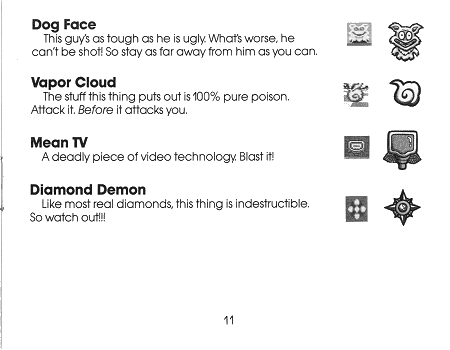 Dog Face
This guy's as tough as he is ugly. What's worse, he
can't be shot! So stay as far away from him as you can.
Vapor Cloud
The stuff this thing puts out is 100% pure poison.
Attack it. Before it attacks you.
Mean TV
A deadly piece of video technology. Blast it!
Diamond Demon
Like most real diamonds, this thing is indestructible.
So watch out!!!
11